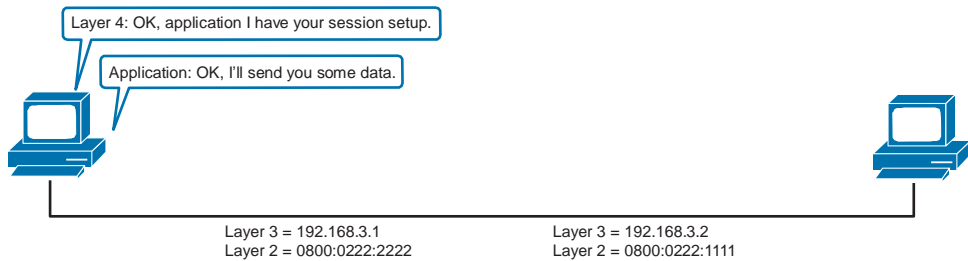 Layer 4: OK, application I have your session setup.
Application: OK, I'll send you some data.
Layer 3 = 192.168.3.1
Layer 2 = 0800:0222:2222
Layer 3 = 192.168.3.2
Layer 2 = 0800:0222:1111